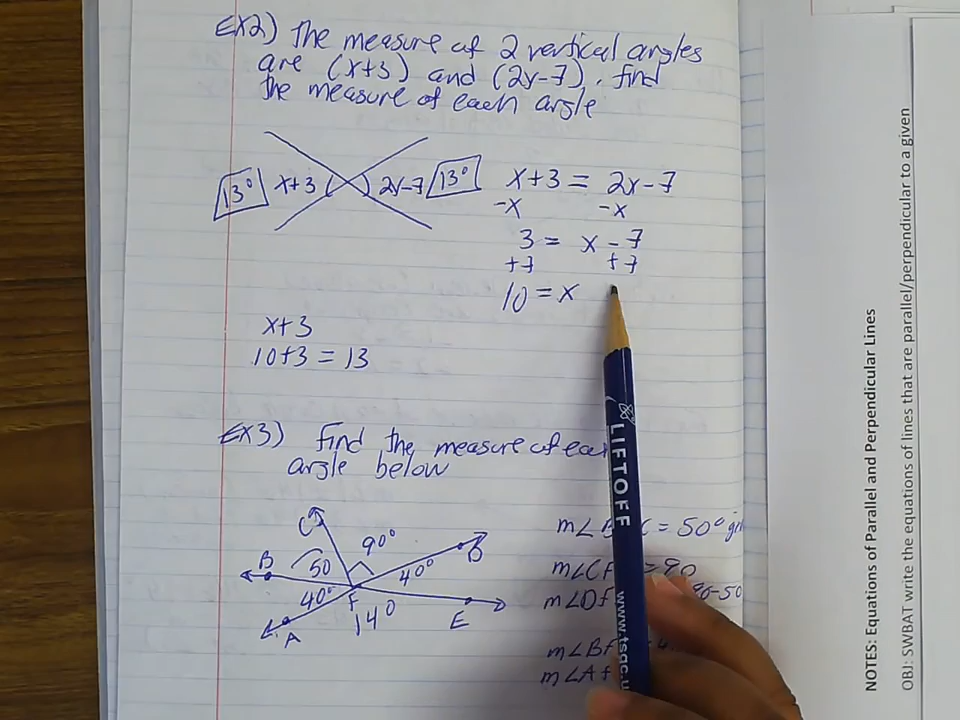 EX2) The measure of 2 vertical angles
are (x+3) and (2x-7). find
the measure of each angle
13° x+3 2x-7 13°
x+3 = 2x-7
-x -x
3 = x - 7
+7 +7
10 = x
x+3
10+3 = 13
EX3) find the measure of
angle below
C 90° D
B 50 40°
40° F 140 E
A
m∠B C = 50°
m∠CF = 90
m∠DF 90-50
m∠BF
m∠AF
LIFTOFF
NOTES: Equations of Parallel and Perpendicular Lines
OBJ: SWBAT write the equations of lines that are parallel/perpendicular to a given